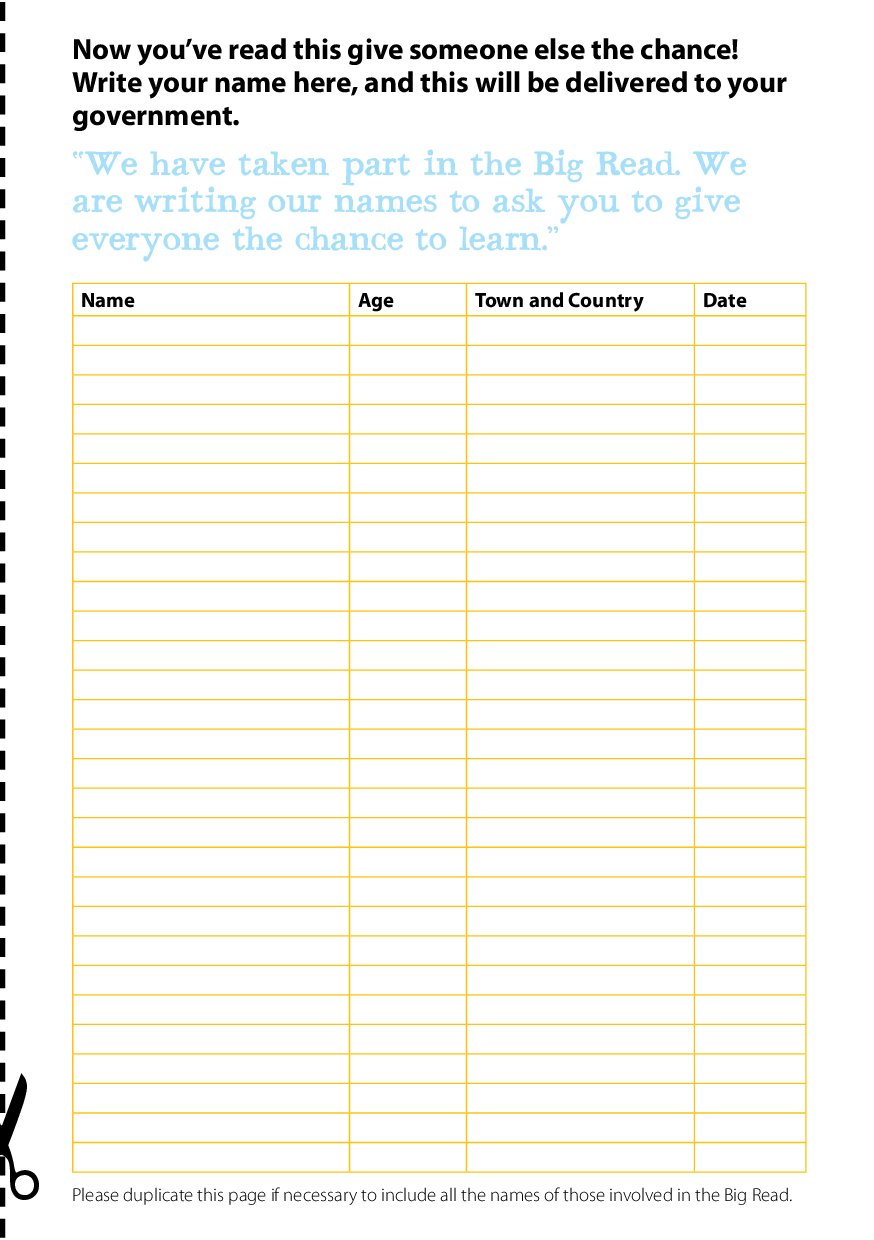 Now you’ve read this give someone else the chance!
Write your name here, and this will be delivered to your
government.
“We have taken part in the Big Read. We
are writing our names to ask you to give
everyone the chance to learn.”
Name Age Town and Country Date
Please duplicate this page if necessary to include all the names of those involved in the Big Read.